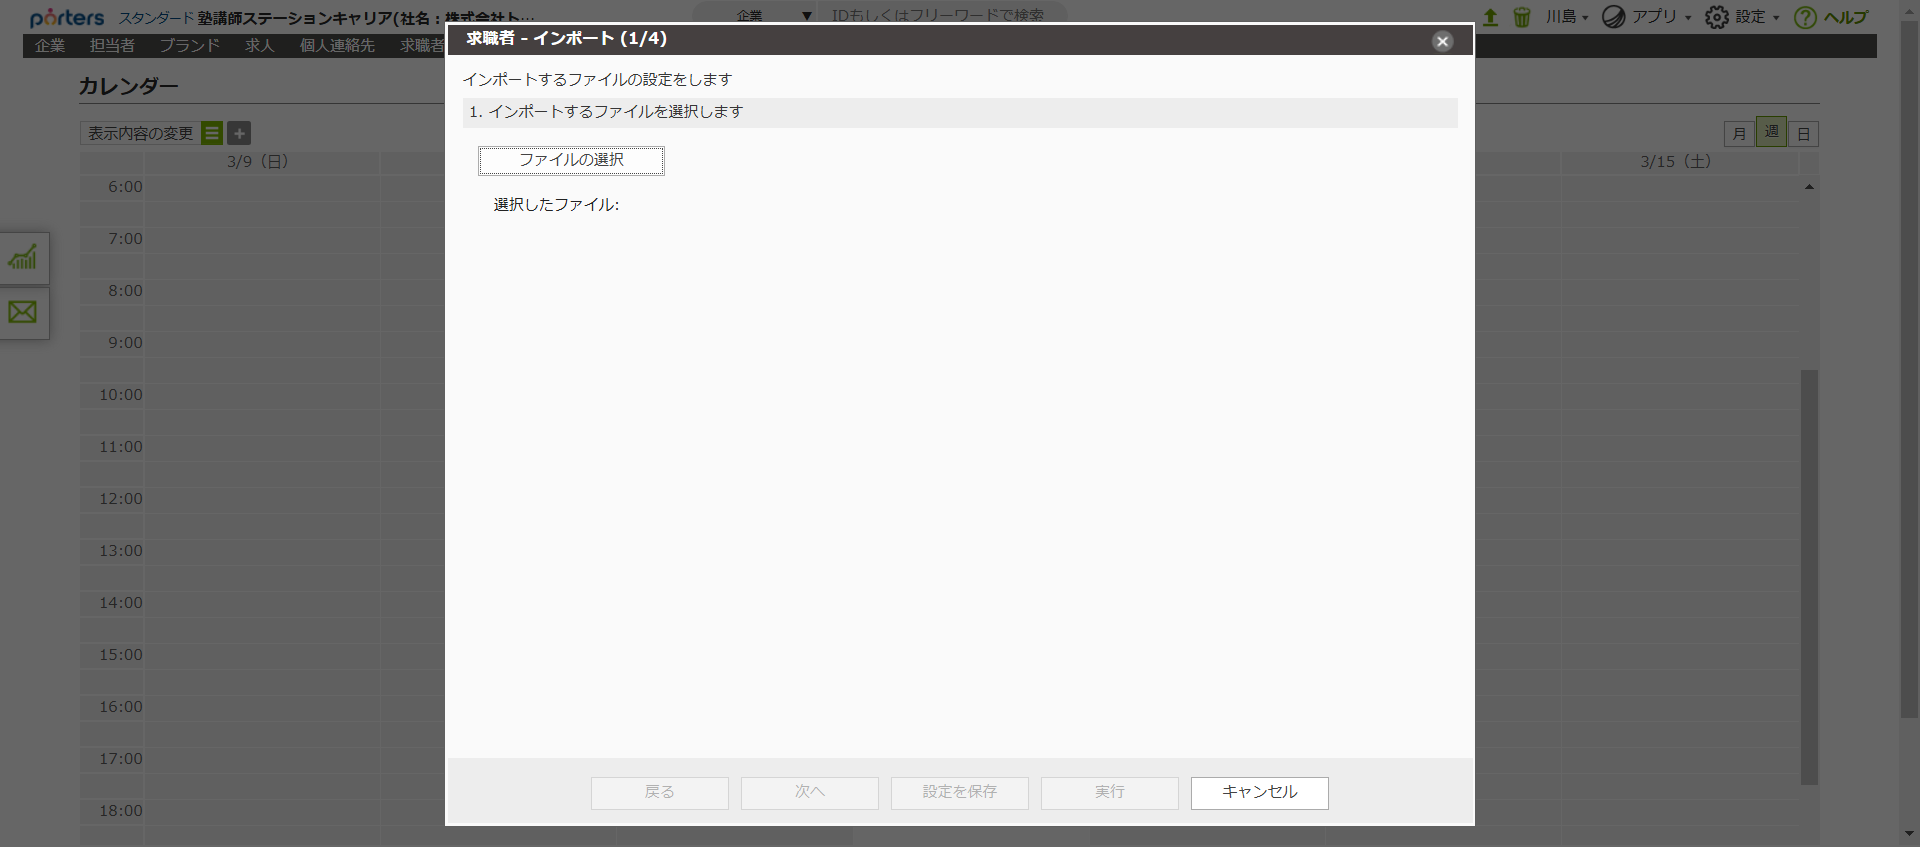 porters スタンダード 塾講師ステーションキャリア(社名：株式会社ト…
企業 ▼ IDもしくはフリーワードで検索
川島 アプリ 設定 ヘルプ
企業 担当者 ブランド 求人 個人連絡先 求職者
カレンダー
表示内容の変更
月 週 日
3/9（日） 3/15（土）
6:00
7:00
8:00
9:00
10:00
11:00
12:00
13:00
14:00
15:00
16:00
17:00
18:00
求職者 - インポート (1/4)
インポートするファイルの設定をします
1. インポートするファイルを選択します
ファイルの選択
選択したファイル:
戻る 次へ 設定を保存 実行 キャンセル